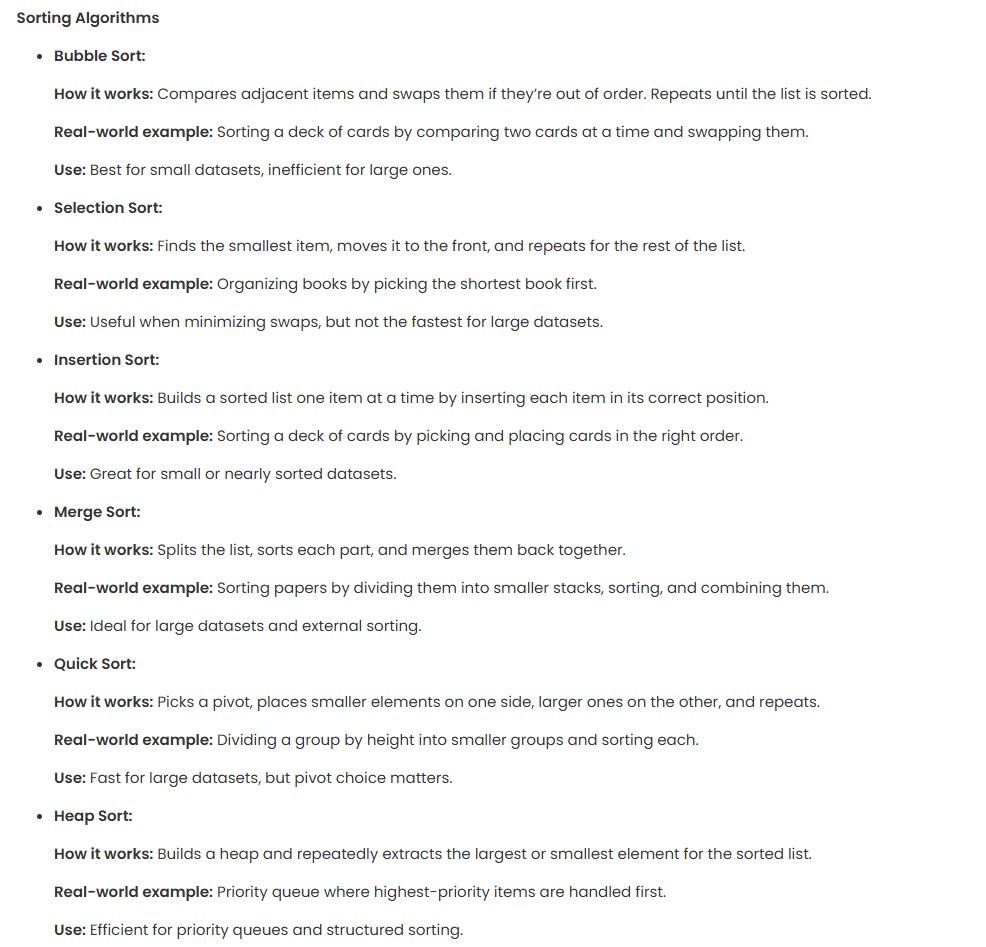 Sorting Algorithms
• Bubble Sort:
How it works: Compares adjacent items and swaps them if they’re out of order. Repeats until the list is sorted.
Real-world example: Sorting a deck of cards by comparing two cards at a time and swapping them.
Use: Best for small datasets, inefficient for large ones.
• Selection Sort:
How it works: Finds the smallest item, moves it to the front, and repeats for the rest of the list.
Real-world example: Organizing books by picking the shortest book first.
Use: Useful when minimizing swaps, but not the fastest for large datasets.
• Insertion Sort:
How it works: Builds a sorted list one item at a time by inserting each item in its correct position.
Real-world example: Sorting a deck of cards by picking and placing cards in the right order.
Use: Great for small or nearly sorted datasets.
• Merge Sort:
How it works: Splits the list, sorts each part, and merges them back together.
Real-world example: Sorting papers by dividing them into smaller stacks, sorting, and combining them.
Use: Ideal for large datasets and external sorting.
• Quick Sort:
How it works: Picks a pivot, places smaller elements on one side, larger ones on the other, and repeats.
Real-world example: Dividing a group by height into smaller groups and sorting each.
Use: Fast for large datasets, but pivot choice matters.
• Heap Sort:
How it works: Builds a heap and repeatedly extracts the largest or smallest element for the sorted list.
Real-world example: Priority queue where highest-priority items are handled first.
Use: Efficient for priority queues and structured sorting.